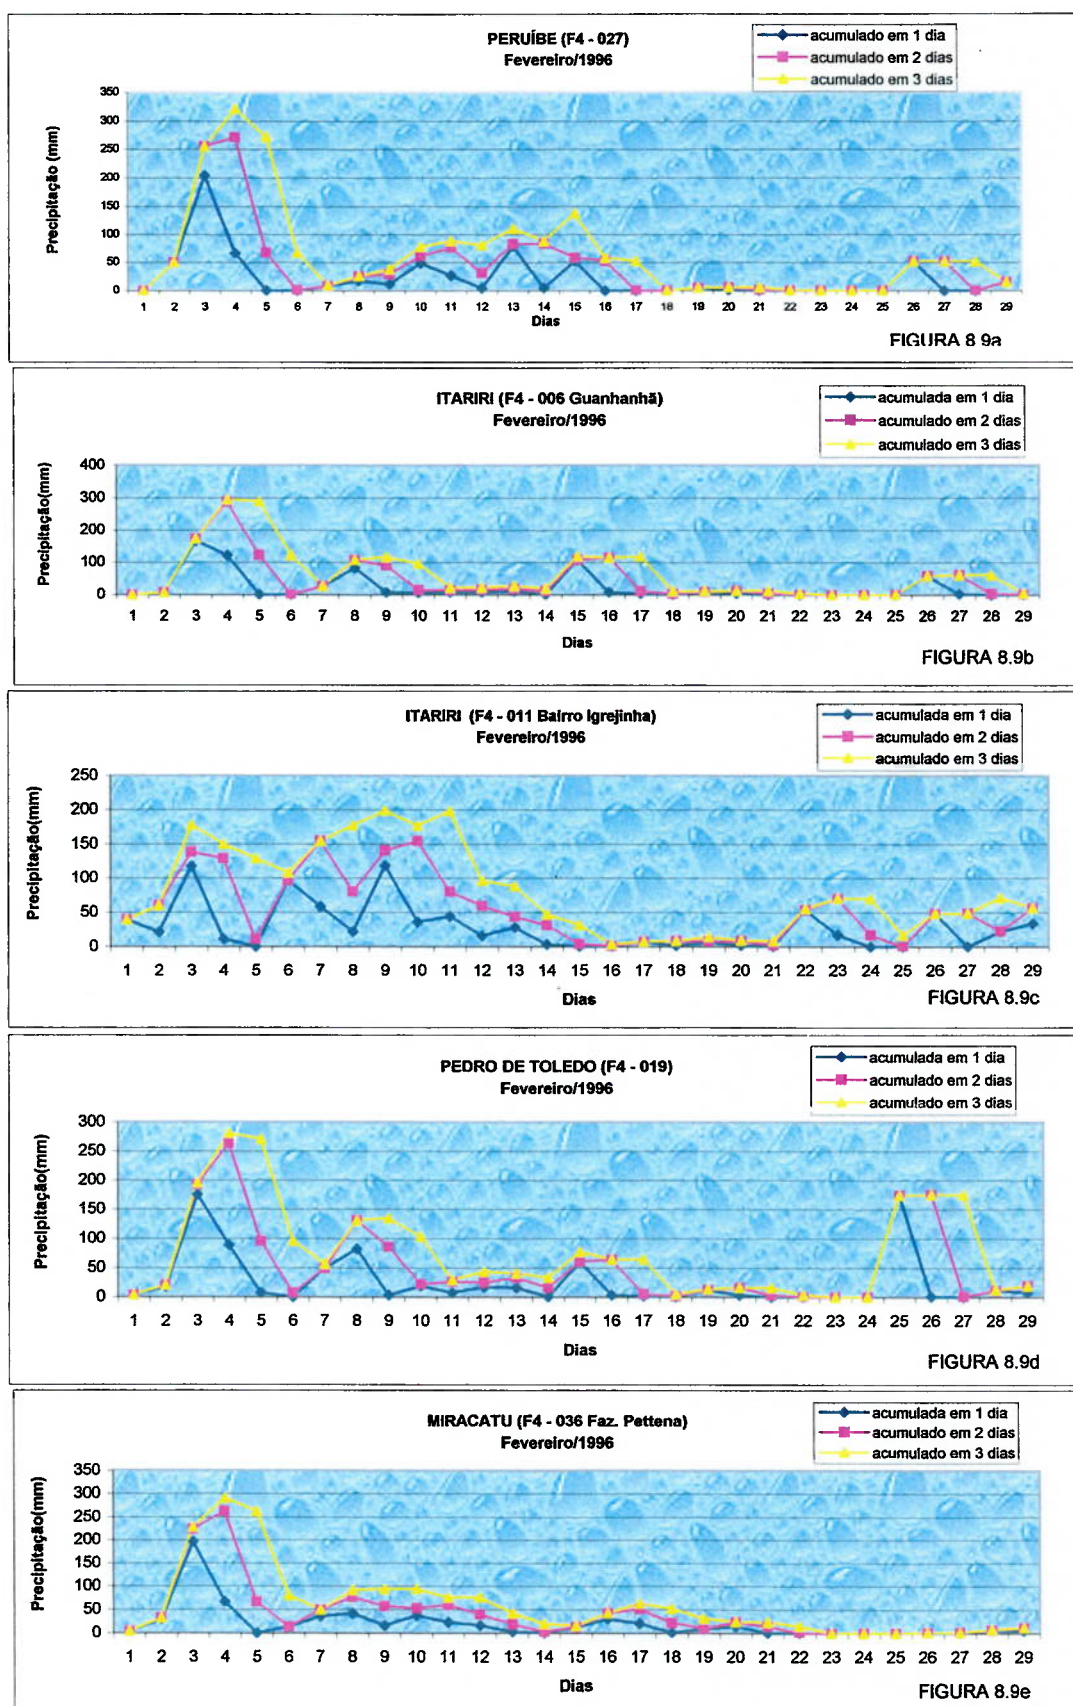 PERUÍBE (F4 - 027)
Fevereiro/1996
acumulado em 1 dia
acumulado em 2 dias
acumulado em 3 dias
Precipitação (mm)
350
300
250
200
150
100
50
0
1 2 3 4 5 6 7 8 9 10 11 12 13 14 15 16 17 18 19 20 21 22 23 24 25 26 27 28 29
Dias
FIGURA 8 9a
ITARIRI (F4 - 006 Guanhanhã)
Fevereiro/1996
acumulada em 1 dia
acumulado em 2 dias
acumulado em 3 dias
Precipitação(mm)
400
300
200
100
0
1 2 3 4 5 6 7 8 9 10 11 12 13 14 15 16 17 18 19 20 21 22 23 24 25 26 27 28 29
Dias
FIGURA 8.9b
ITARIRI (F4 - 011 Bairro Igrejinha)
Fevereiro/1996
acumulada em 1 dia
acumulado em 2 dias
acumulado em 3 dias
Precipitação(mm)
250
200
150
100
50
0
1 2 3 4 5 6 7 8 9 10 11 12 13 14 15 16 17 18 19 20 21 22 23 24 25 26 27 28 29
Dias
FIGURA 8.9c
PEDRO DE TOLEDO (F4 - 019)
Fevereiro/1996
acumulada em 1 dia
acumulado em 2 dias
acumulado em 3 dias
Precipitação(mm)
300
250
200
150
100
50
0
1 2 3 4 5 6 7 8 9 10 11 12 13 14 15 16 17 18 19 20 21 22 23 24 25 26 27 28 29
Dias
FIGURA 8.9d
MIRACATU (F4 - 036 Faz. Pettena)
Fevereiro/1996
acumulada em 1 dia
acumulado em 2 dias
acumulado em 3 dias
Precipitação(mm)
350
300
250
200
150
100
50
0
1 2 3 4 5 6 7 8 9 10 11 12 13 14 15 16 17 18 19 20 21 22 23 24 25 26 27 28 29
Dias
FIGURA 8.9e